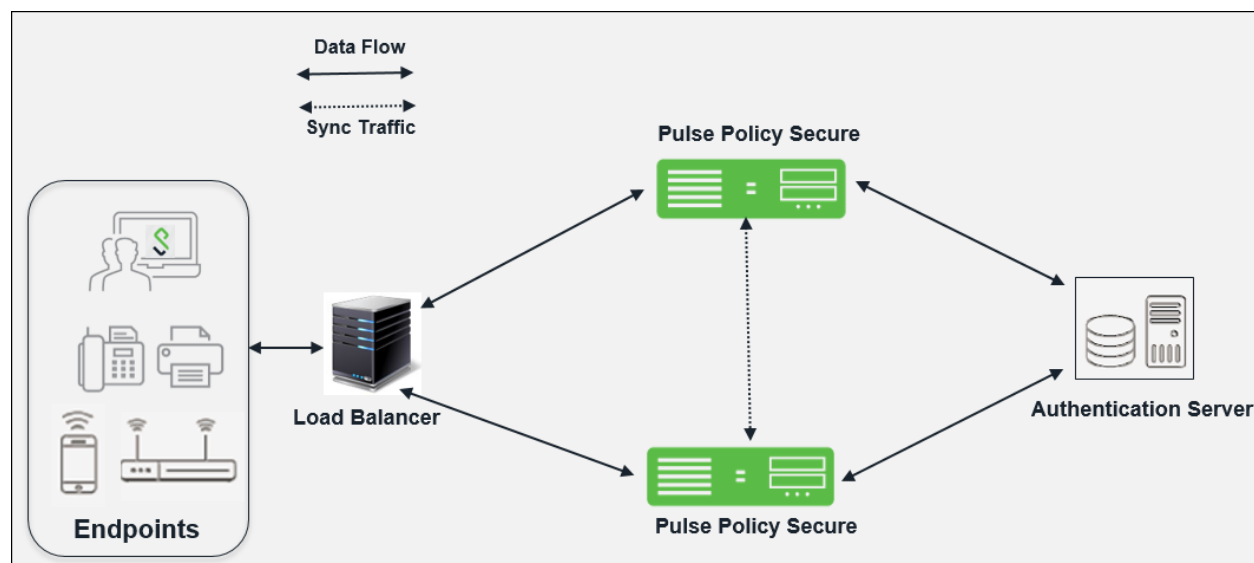 Data Flow
Sync Traffic
Pulse Policy Secure
Load Balancer
Authentication Server
Pulse Policy Secure
Endpoints